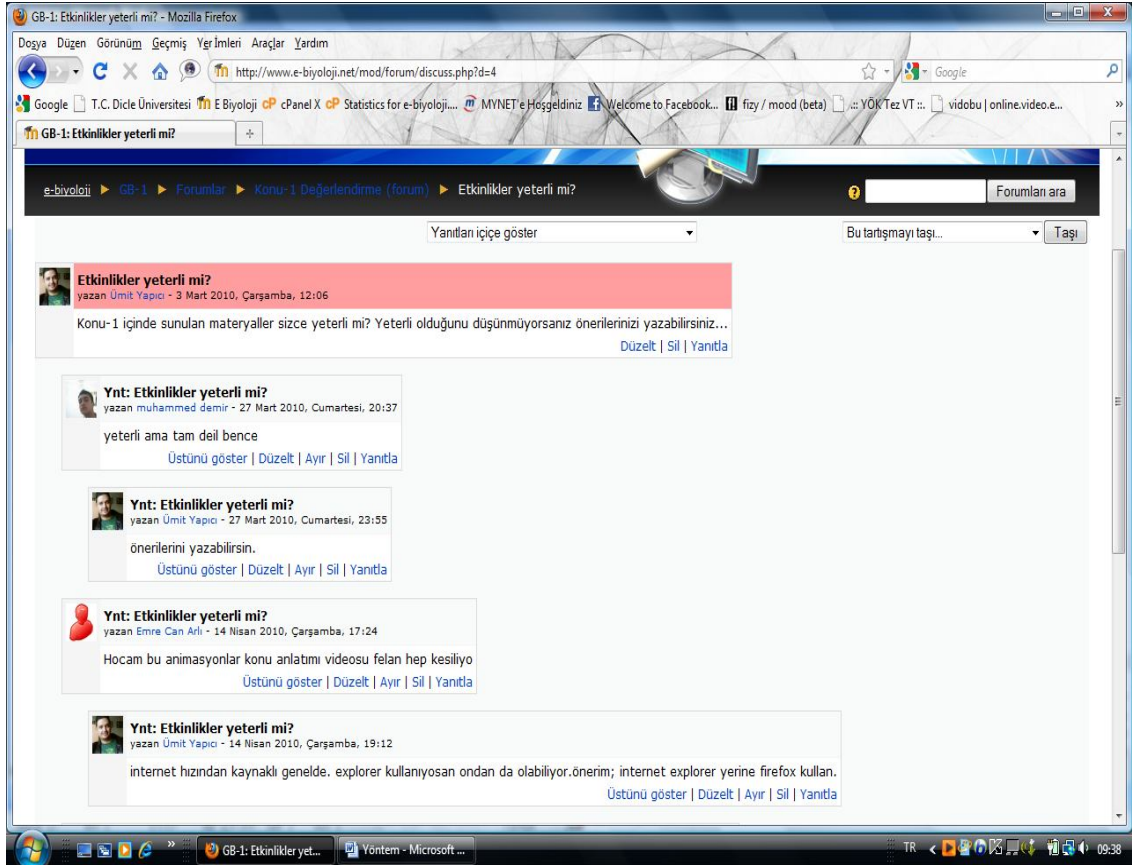 GB-1: Etkinlikler yeterli mi? - Mozilla Firefox
Dosya Düzen Görünüm Geçmiş Yer İmleri Araçlar Yardım
http://www.e-biyoloji.net/mod/forum/discuss.php?d=4
Google
Google T.C. Dicle Üniversitesi E Biyoloji cPanel X Statistics for e-biyoloji.... MYNET'e Hoşgeldiniz Welcome to Facebook... fizy / mood (beta) .:: YÖK Tez VT ::. vidobu | online.video.e... »
GB-1: Etkinlikler yeterli mi?
e-biyoloji ► GB-1 ► Forumlar ► Konu-1 Değerlendirme (forum) ► Etkinlikler yeterli mi? Forumları ara
Yanıtları içiçe göster Bu tartışmayı taşı... Taşı
Etkinlikler yeterli mi?
yazan Ümit Yapıcı - 3 Mart 2010, Çarşamba, 12:06
Konu-1 içinde sunulan materyaller sizce yeterli mi? Yeterli olduğunu düşünmüyorsanız önerilerinizi yazabilirsiniz...
Düzelt | Sil | Yanıtla
Ynt: Etkinlikler yeterli mi?
yazan muhammed demir - 27 Mart 2010, Cumartesi, 20:37
yeterli ama tam deil bence
Üstünü göster | Düzelt | Ayır | Sil | Yanıtla
Ynt: Etkinlikler yeterli mi?
yazan Ümit Yapıcı - 27 Mart 2010, Cumartesi, 23:55
önerilerini yazabilirsin.
Üstünü göster | Düzelt | Ayır | Sil | Yanıtla
Ynt: Etkinlikler yeterli mi?
yazan Emre Can Arlı - 14 Nisan 2010, Çarşamba, 17:24
Hocam bu animasyonlar konu anlatımı videosu felan hep kesiliyo
Üstünü göster | Düzelt | Ayır | Sil | Yanıtla
Ynt: Etkinlikler yeterli mi?
yazan Ümit Yapıcı - 14 Nisan 2010, Çarşamba, 19:12
internet hızından kaynaklı genelde. explorer kullanıyosan ondan da olabiliyor.önerim; internet explorer yerine firefox kullan.
Üstünü göster | Düzelt | Ayır | Sil | Yanıtla
GB-1: Etkinlikler yet... Yöntem - Microsoft ... TR 09:38